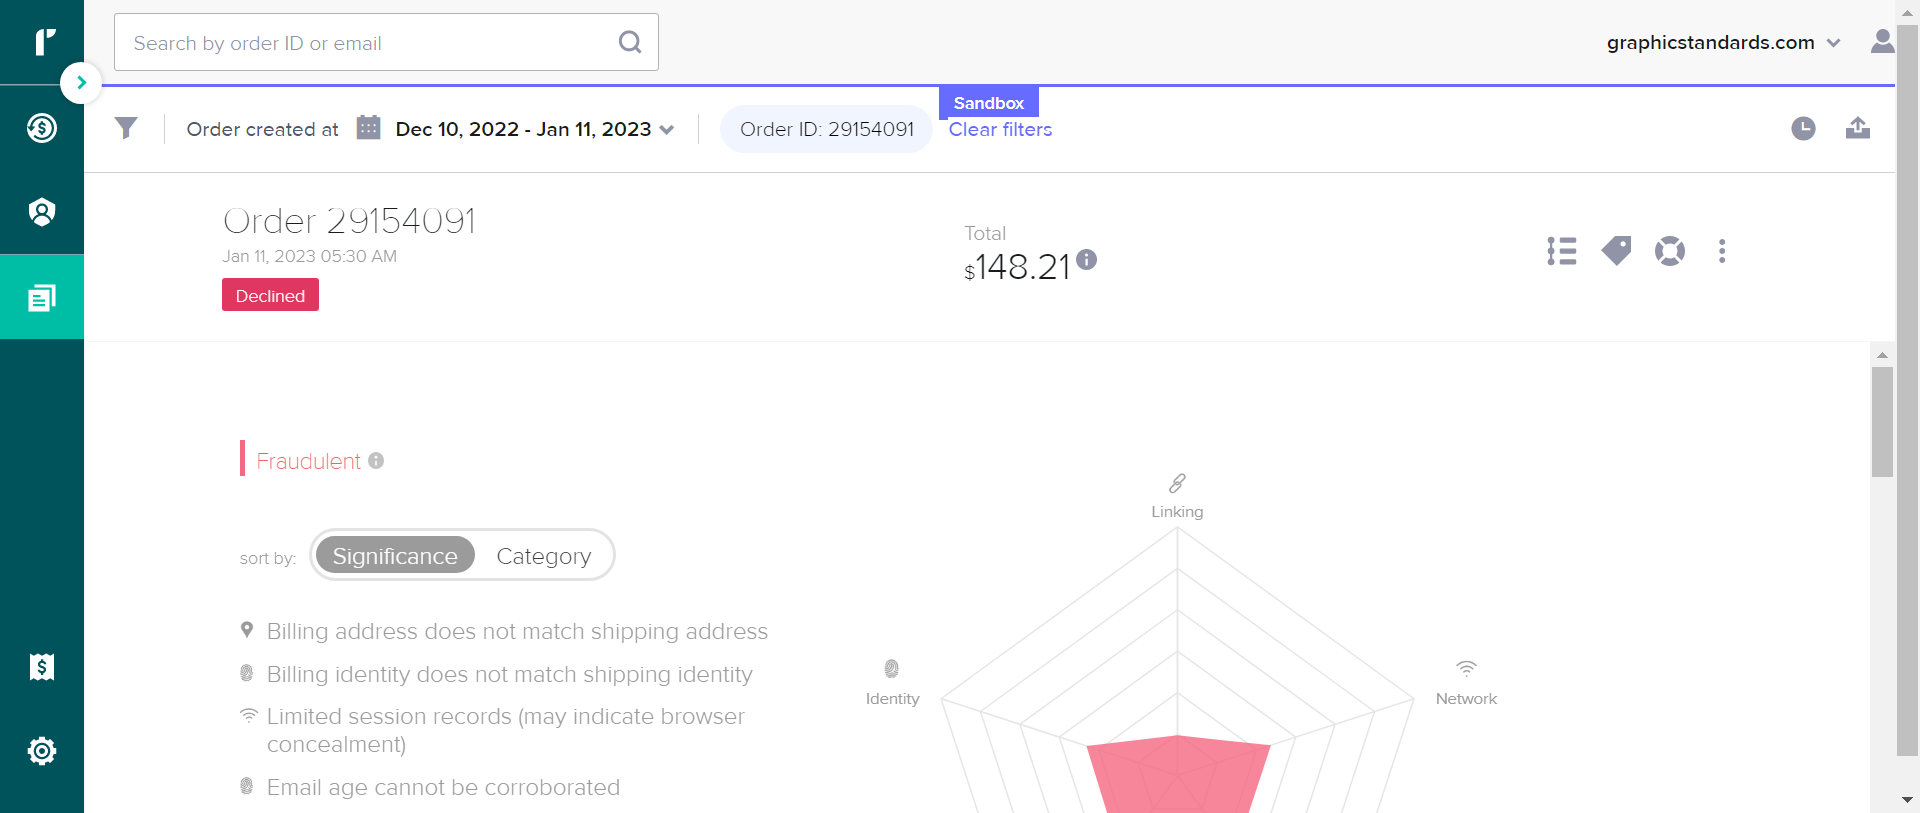 Search by order ID or email
graphicstandards.com
Sandbox
Order created at Dec 10, 2022 - Jan 11, 2023 Order ID: 29154091 Clear filters
Order 29154091
Jan 11, 2023 05:30 AM
Declined
Total
$148.21
Fraudulent
sort by: Significance Category
Billing address does not match shipping address
Billing identity does not match shipping identity
Limited session records (may indicate browser
concealment)
Email age cannot be corroborated
Linking
Identity
Network